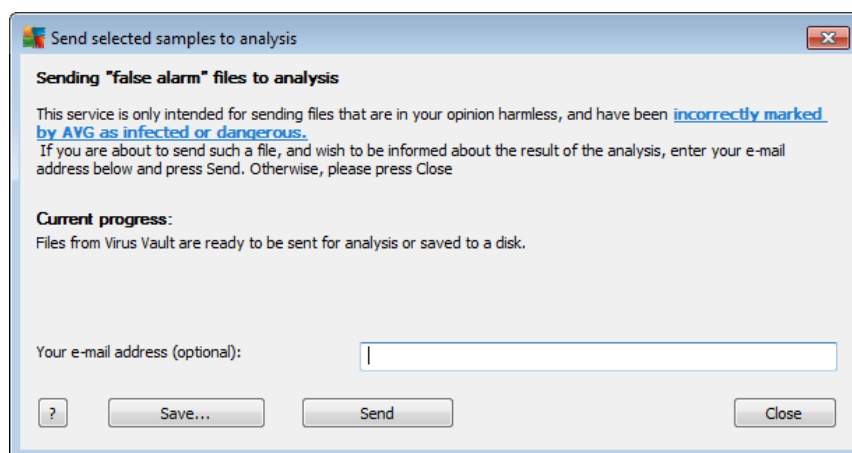 Send selected samples to analysis
Sending "false alarm" files to analysis
This service is only intended for sending files that are in your opinion harmless, and have been incorrectly marked
by AVG as infected or dangerous.
If you are about to send such a file, and wish to be informed about the result of the analysis, enter your e-mail
address below and press Send. Otherwise, please press Close
Current progress:
Files from Virus Vault are ready to be sent for analysis or saved to a disk.
Your e-mail address (optional):
? Save... Send Close